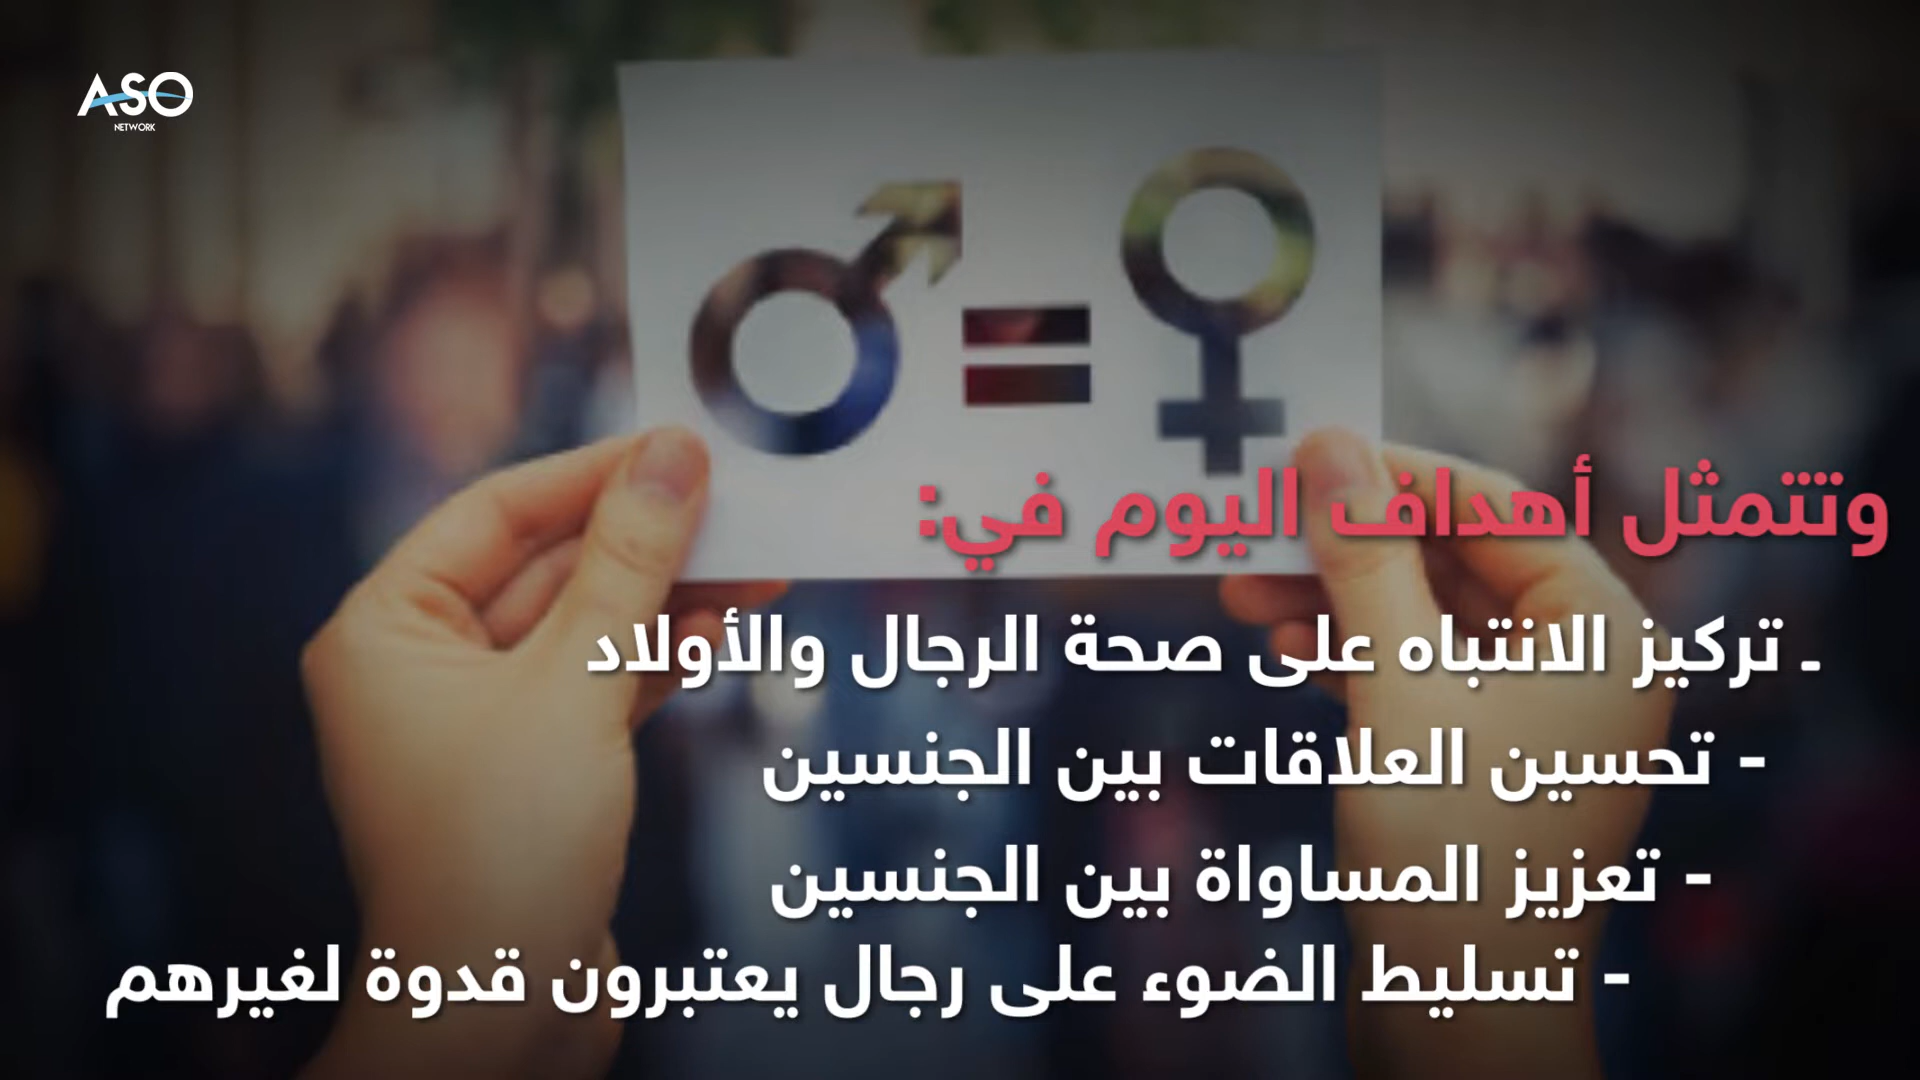 ASO
NETWORK
وتتمثل أهداف اليوم في:
- تركيز الانتباه على صحة الرجال والأولاد
- تحسين العلاقات بين الجنسين
- تعزيز المساواة بين الجنسين
- تسليط الضوء على رجال يعتبرون قدوة لغيرهم